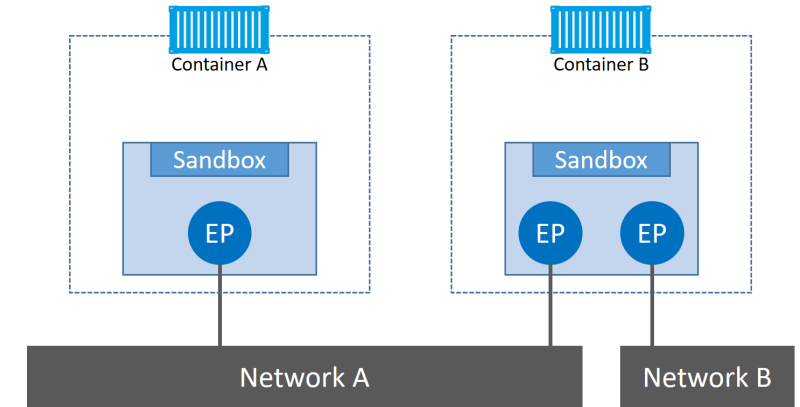 Container A
Container B
Sandbox
Sandbox
EP
EP
EP
Network A
Network B